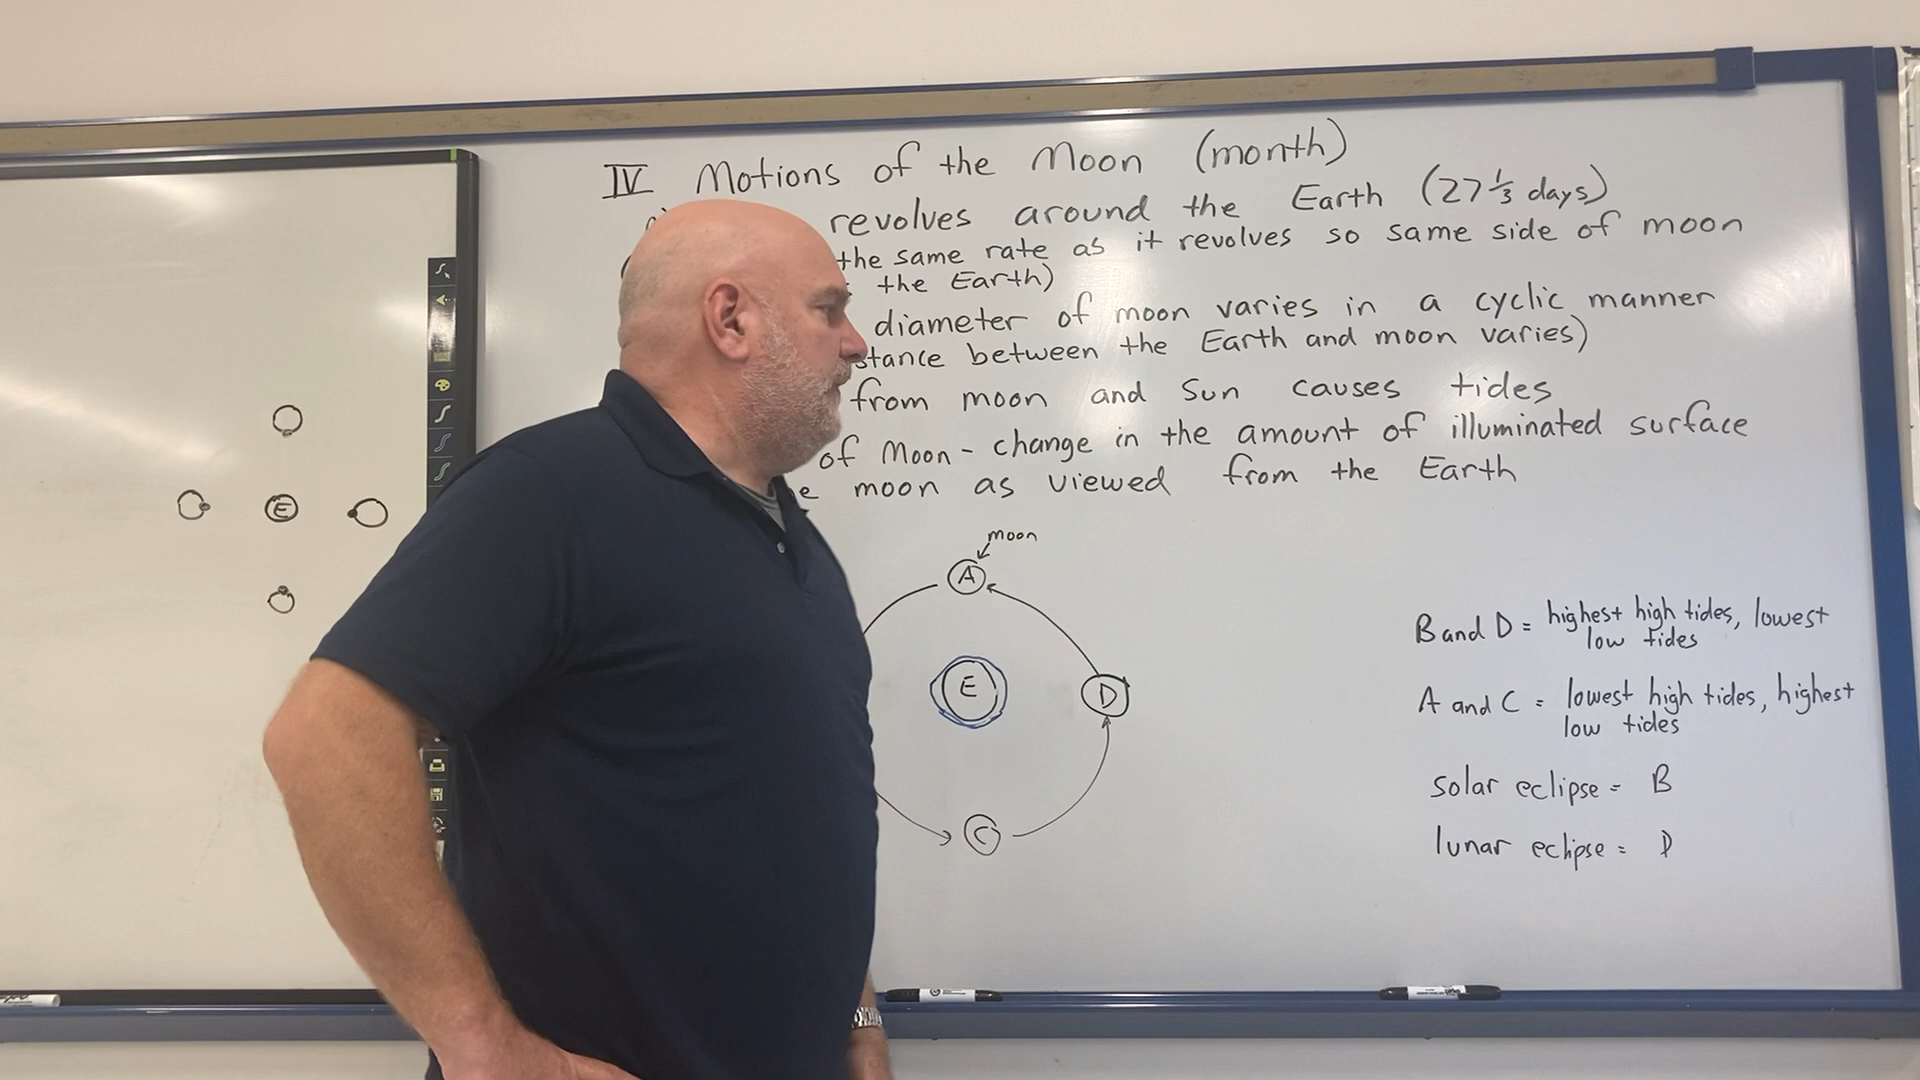 IV Motions of the Moon (month)
revolves around the Earth (27 1/3 days)
the same rate as it revolves so same side of moon
the Earth)
diameter of moon varies in a cyclic manner
stance between the Earth and moon varies)
from moon and Sun causes tides
of Moon - change in the amount of illuminated surface
e moon as viewed from the Earth
moon
A
E
E
D
C
B and D = highest high tides, lowest
low tides
A and C = lowest high tides, highest
low tides
solar eclipse = B
lunar eclipse = D